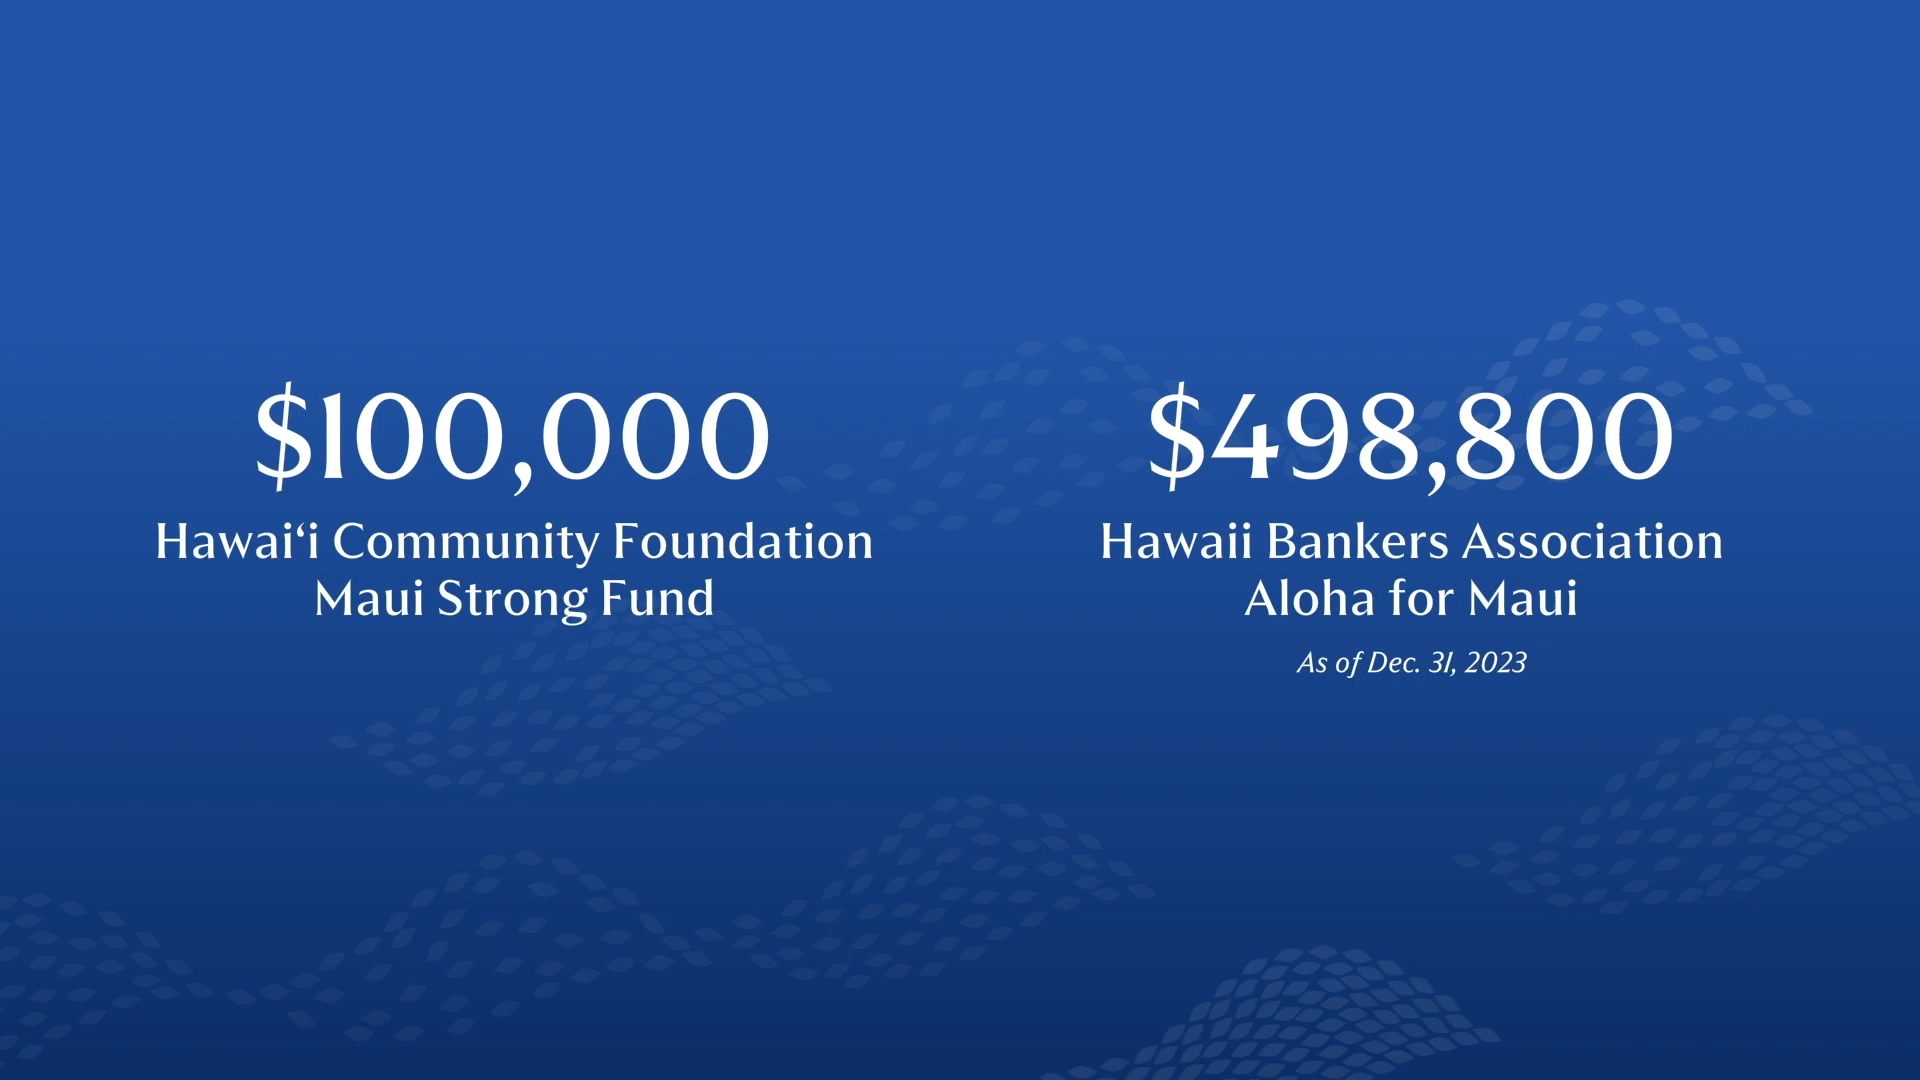 $100,000
Hawai‘i Community Foundation
Maui Strong Fund
$498,800
Hawaii Bankers Association
Aloha for Maui
As of Dec. 31, 2023